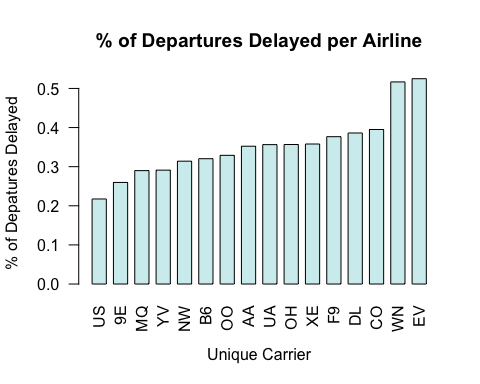 % of Departures Delayed per Airline
% of Depatures Delayed
0.5
0.4
0.3
0.2
0.1
0.0
US
9E
MQ
YV
NW
B6
OO
AA
UA
OH
XE
F9
DL
CO
WN
EV
Unique Carrier